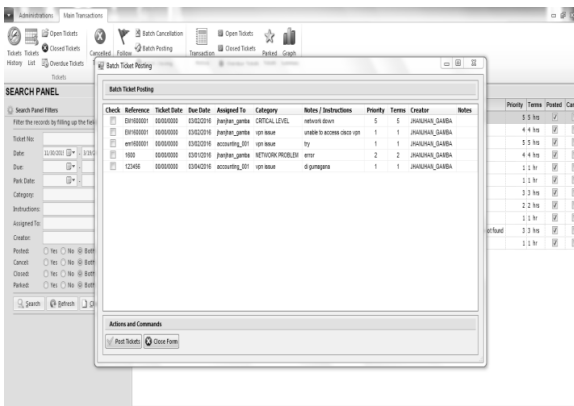 Administrations Main Transactions
Tickets History
Tickets List
Open Tickets
Closed Tickets
Overdue Tickets
Cancelled
Follow
Batch Cancellation
Batch Posting
Transaction
Open Tickets
Closed Tickets
Parked
Graph
Tickets
Batch Ticket Posting
Batch Ticket Posting
Check Reference Ticket Date Due Date Assigned To Category Notes / Instructions Priority Terms Creator Notes
EM1600001 00/00/0000 03/02/2016 jhanjhan_gamba CRITICAL LEVEL network down 5 5 JHANJHAN_GAMBA
EM1600001 00/00/0000 03/02/2016 jhanjhan_gamba vpn issue unable to access cisco vpn 1 1 JHANJHAN_GAMBA
em1600001 00/00/0000 03/02/2016 accounting_001 vpn issue try 1 1 JHANJHAN_GAMBA
1600 00/00/0000 03/01/2016 jhanjhan_gamba NETWORK PROBLEM error 2 2 JHANJHAN_GAMBA
123456 00/00/0000 03/04/2016 accounting_001 vpn issue di gumagana 1 1 JHANJHAN_GAMBA
Actions and Commands
Post Tickets Close Form
SEARCH PANEL
Search Panel Filters
Filter the records by filling up the
Ticket No:
Date:
Due:
Park Date:
Category:
Instructions:
Assigned To:
Creator:
Posted: Yes No Both
Cancel: Yes No Both
Closed: Yes No Both
Parked: Yes No Both
Search Refresh
Priority Terms Posted
5 5 hrs
4 4 hrs
5 5 hrs
4 4 hrs
1 1 hr
1 1 hr
3 3 hrs
2 2 hrs
1 1 hr
ot found 3 3 hrs
1 1 hr